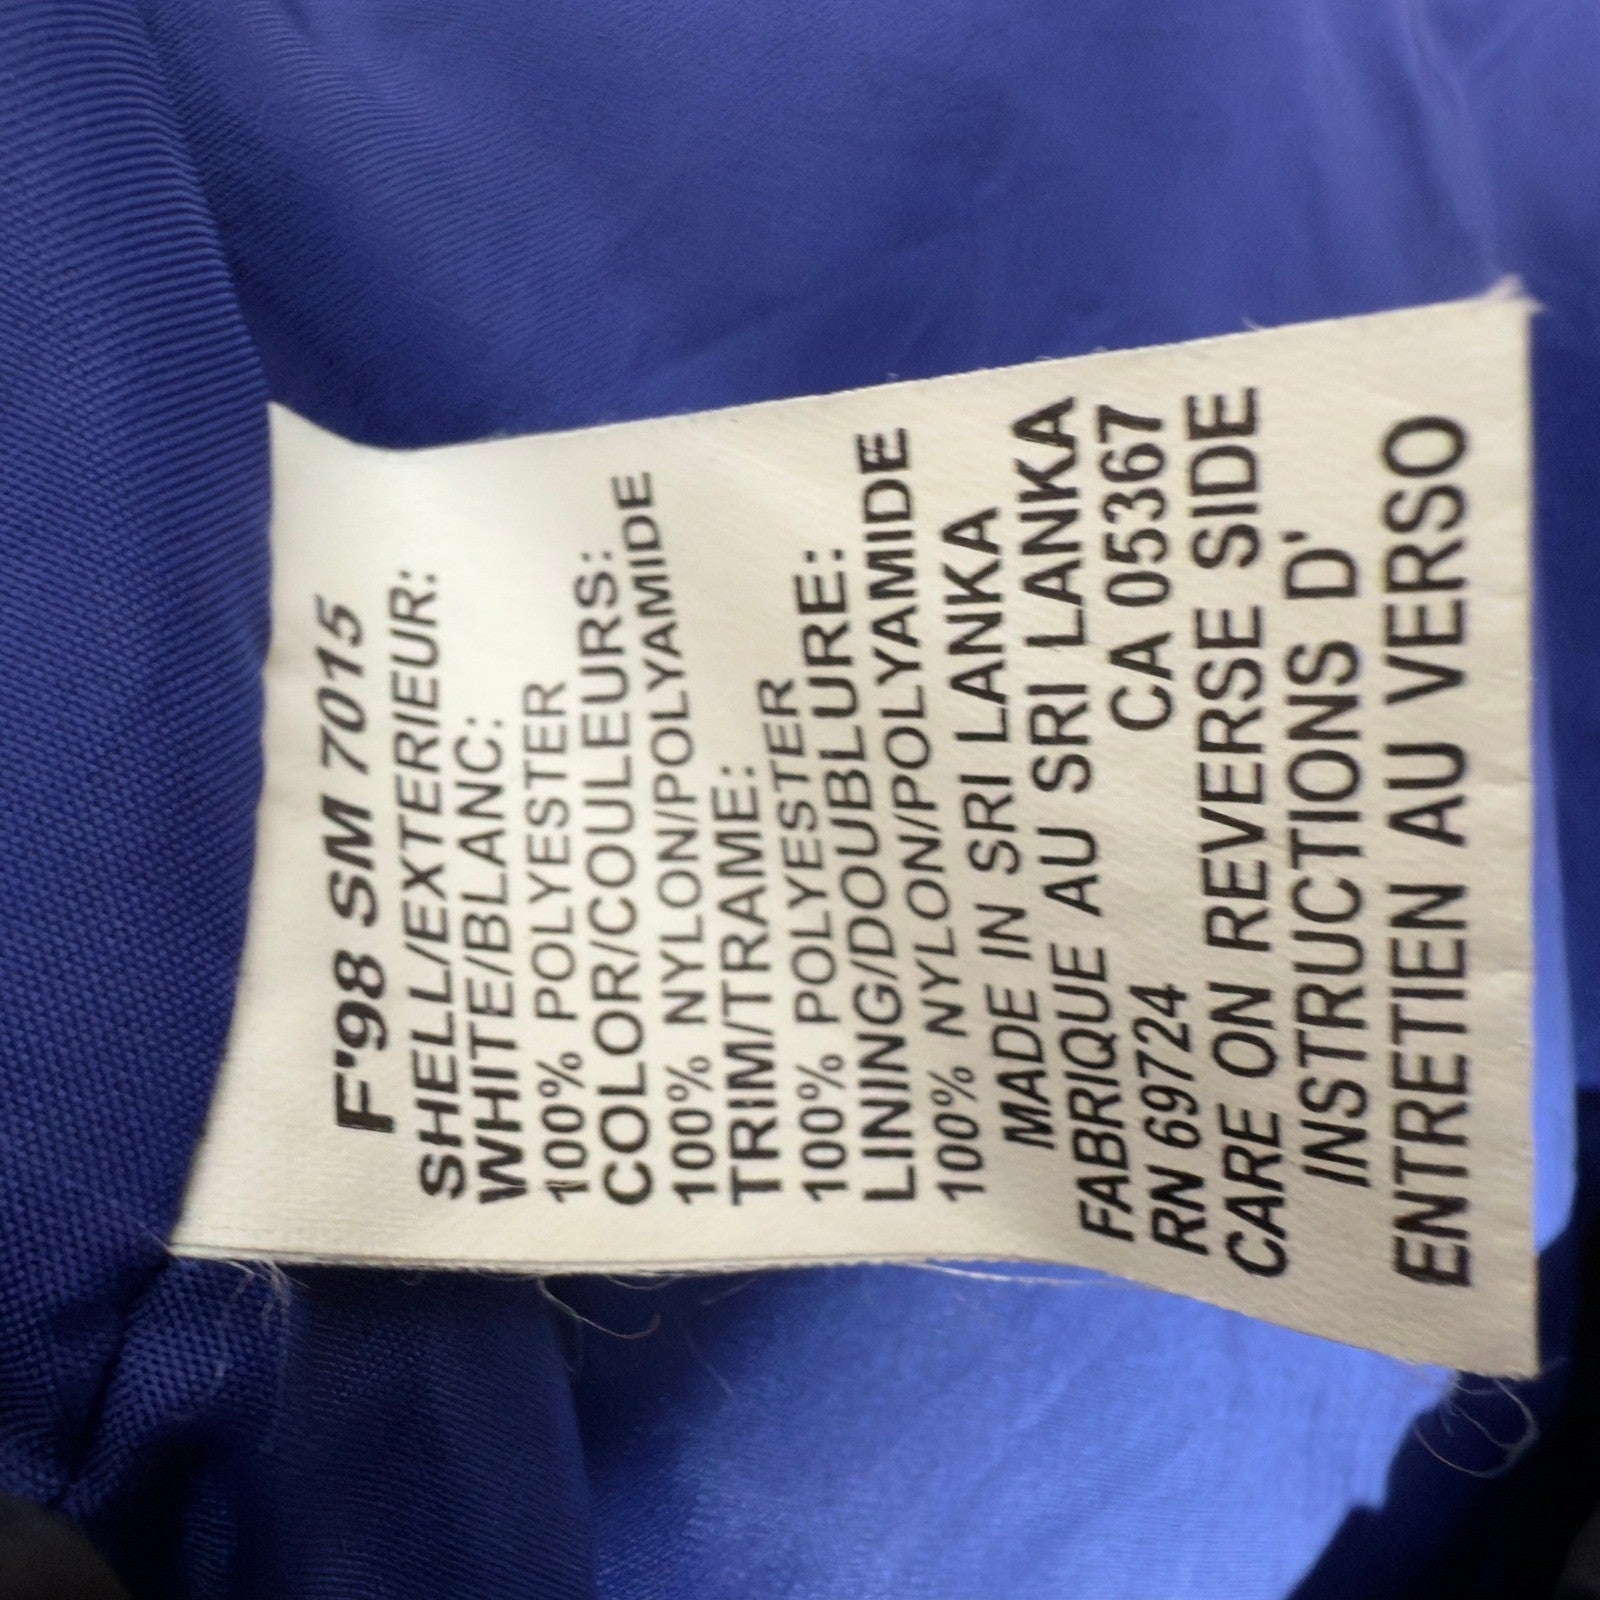 F'98 SM 7015
SHELL/EXTERIEUR:
WHITE/BLANC:
100% POLYESTER
COLOR/COULEURS:
100% NYLON/POLYAMIDE
TRIM/TRAME:
100% POLYESTER
LINING/DOUBLURE:
100% NYLON/POLYAMIDE
MADE IN SRI LANKA
FABRIQUE AU SRI LANKA
RN 69724 CA 05367
CARE ON REVERSE SIDE
INSTRUCTIONS D'
ENTRETIEN AU VERSO